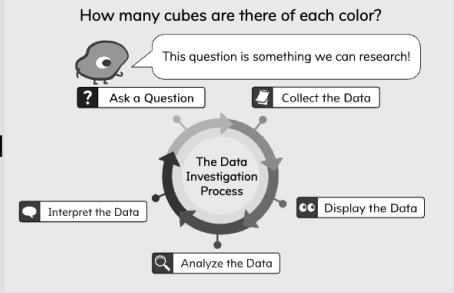 How many cubes are there of each color?
This question is something we can research!
? Ask a Question
Collect the Data
The Data
Investigation
Process
Interpret the Data
Display the Data
Analyze the Data